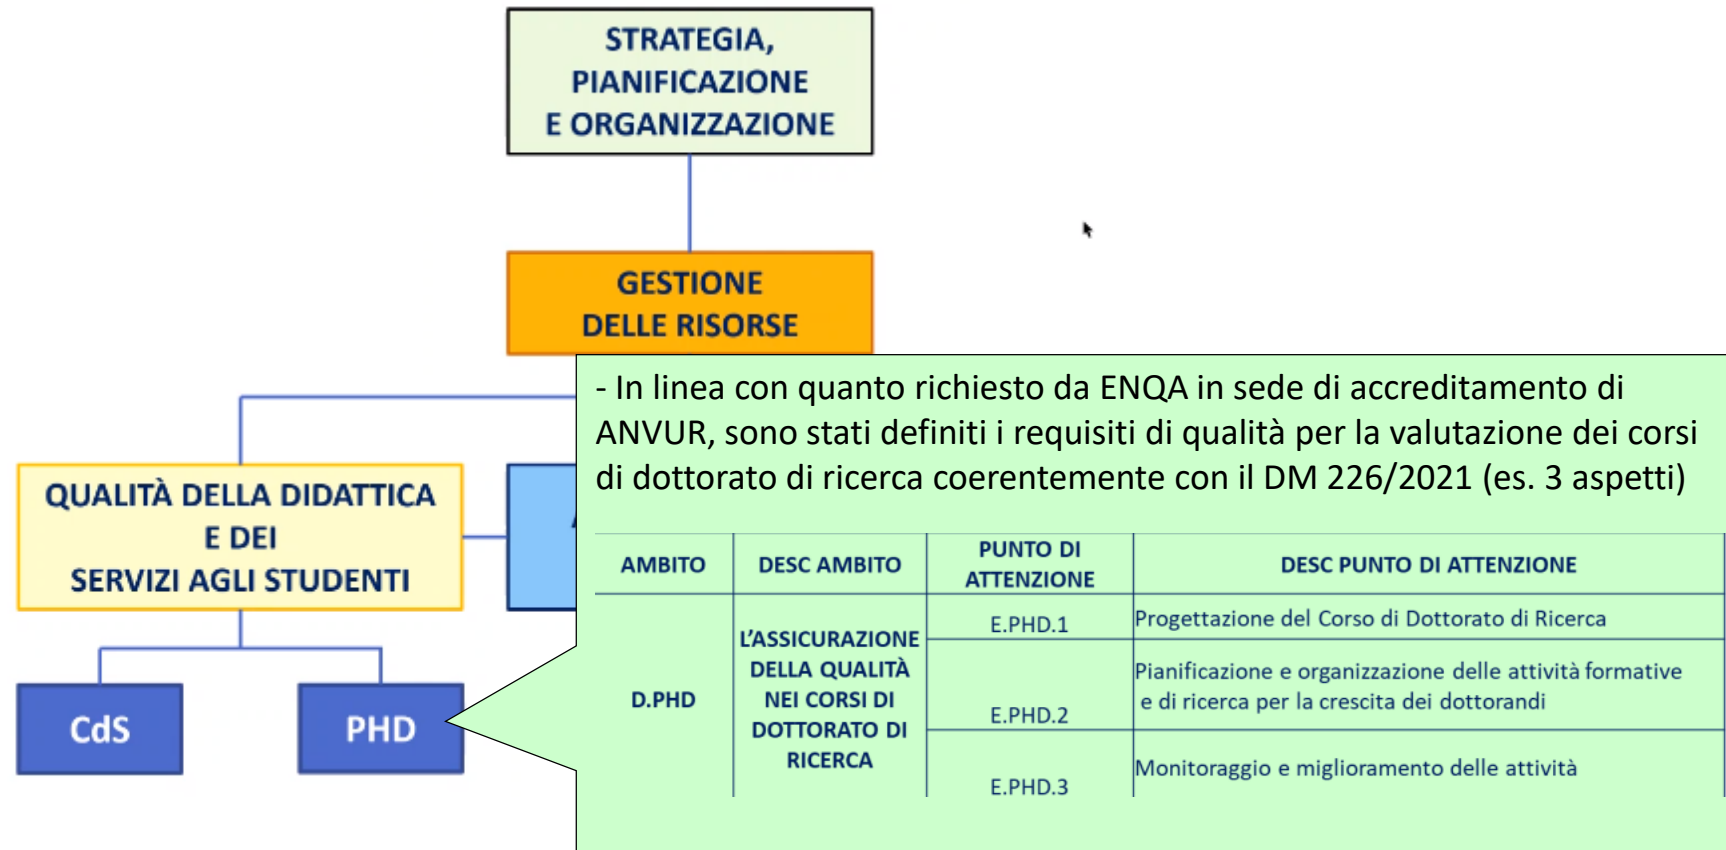 STRATEGIA,
PIANIFICAZIONE
E ORGANIZZAZIONE
GESTIONE
DELLE RISORSE
- In linea con quanto richiesto da ENQA in sede di accreditamento di
ANVUR, sono stati definiti i requisiti di qualità per la valutazione dei corsi
di dottorato di ricerca coerentemente con il DM 226/2021 (es. 3 aspetti)
QUALITÀ DELLA DIDATTICA
E DEI
SERVIZI AGLI STUDENTI
CdS
PHD
AMBITO
DESC AMBITO
PUNTO DI
ATTENZIONE
DESC PUNTO DI ATTENZIONE
D.PHD
L'ASSICURAZIONE
DELLA QUALITÀ
NEI CORSI DI
DOTTORATO DI
RICERCA
E.PHD.1
Progettazione del Corso di Dottorato di Ricerca
E.PHD.2
Pianificazione e organizzazione delle attività formative
e di ricerca per la crescita dei dottorandi
E.PHD.3
Monitoraggio e miglioramento delle attività